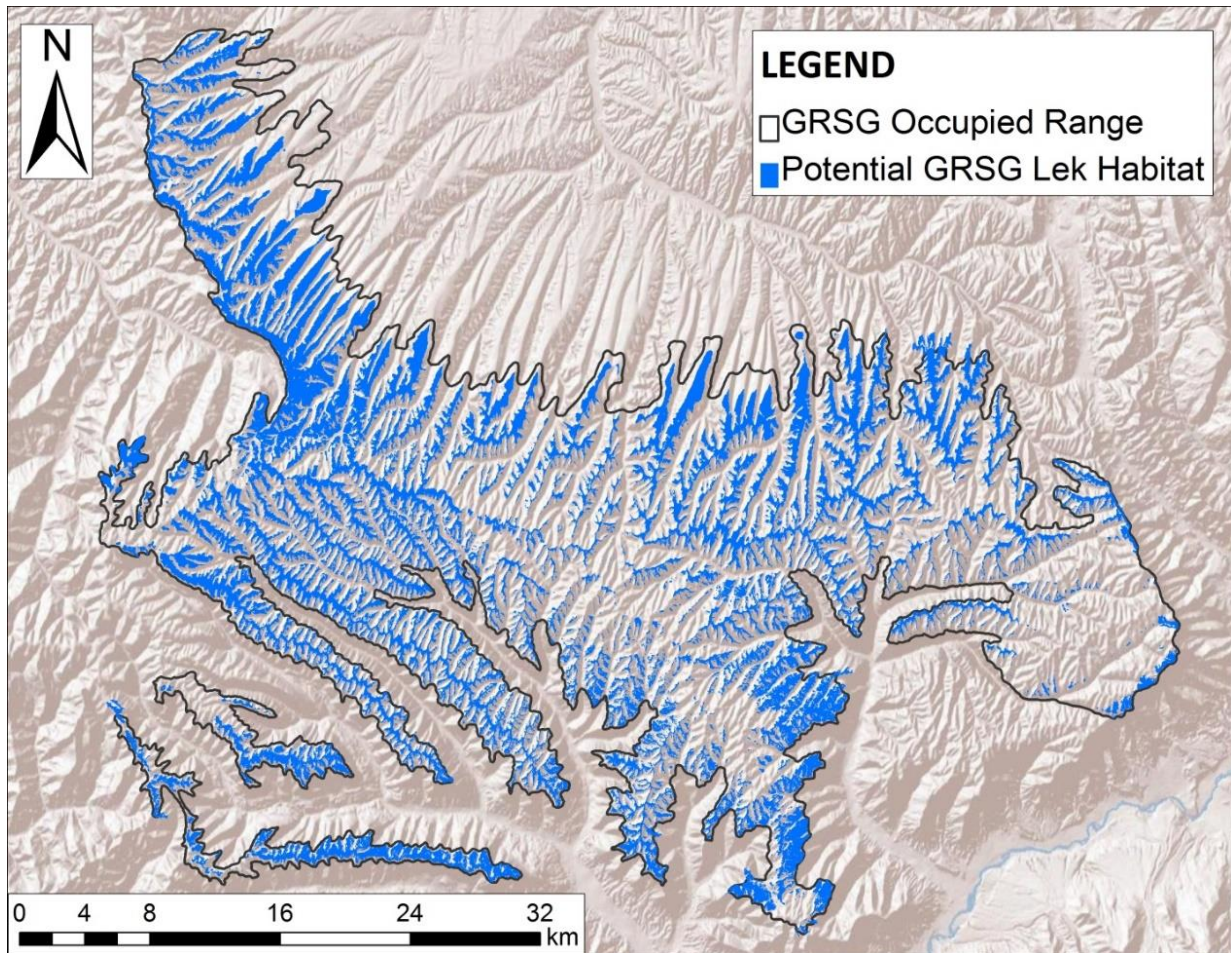 N
LEGEND
GRSG Occupied Range
Potential GRSG Lek Habitat
0 4 8 16 24 32
km